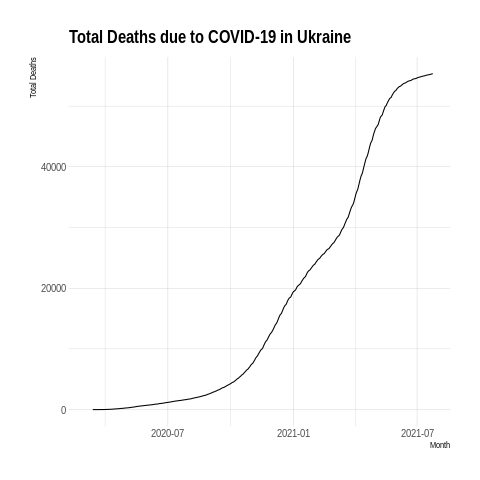 Total Deaths due to COVID-19 in Ukraine
Total Deaths
40000
20000
0
2020-07
2021-01
2021-07
Month